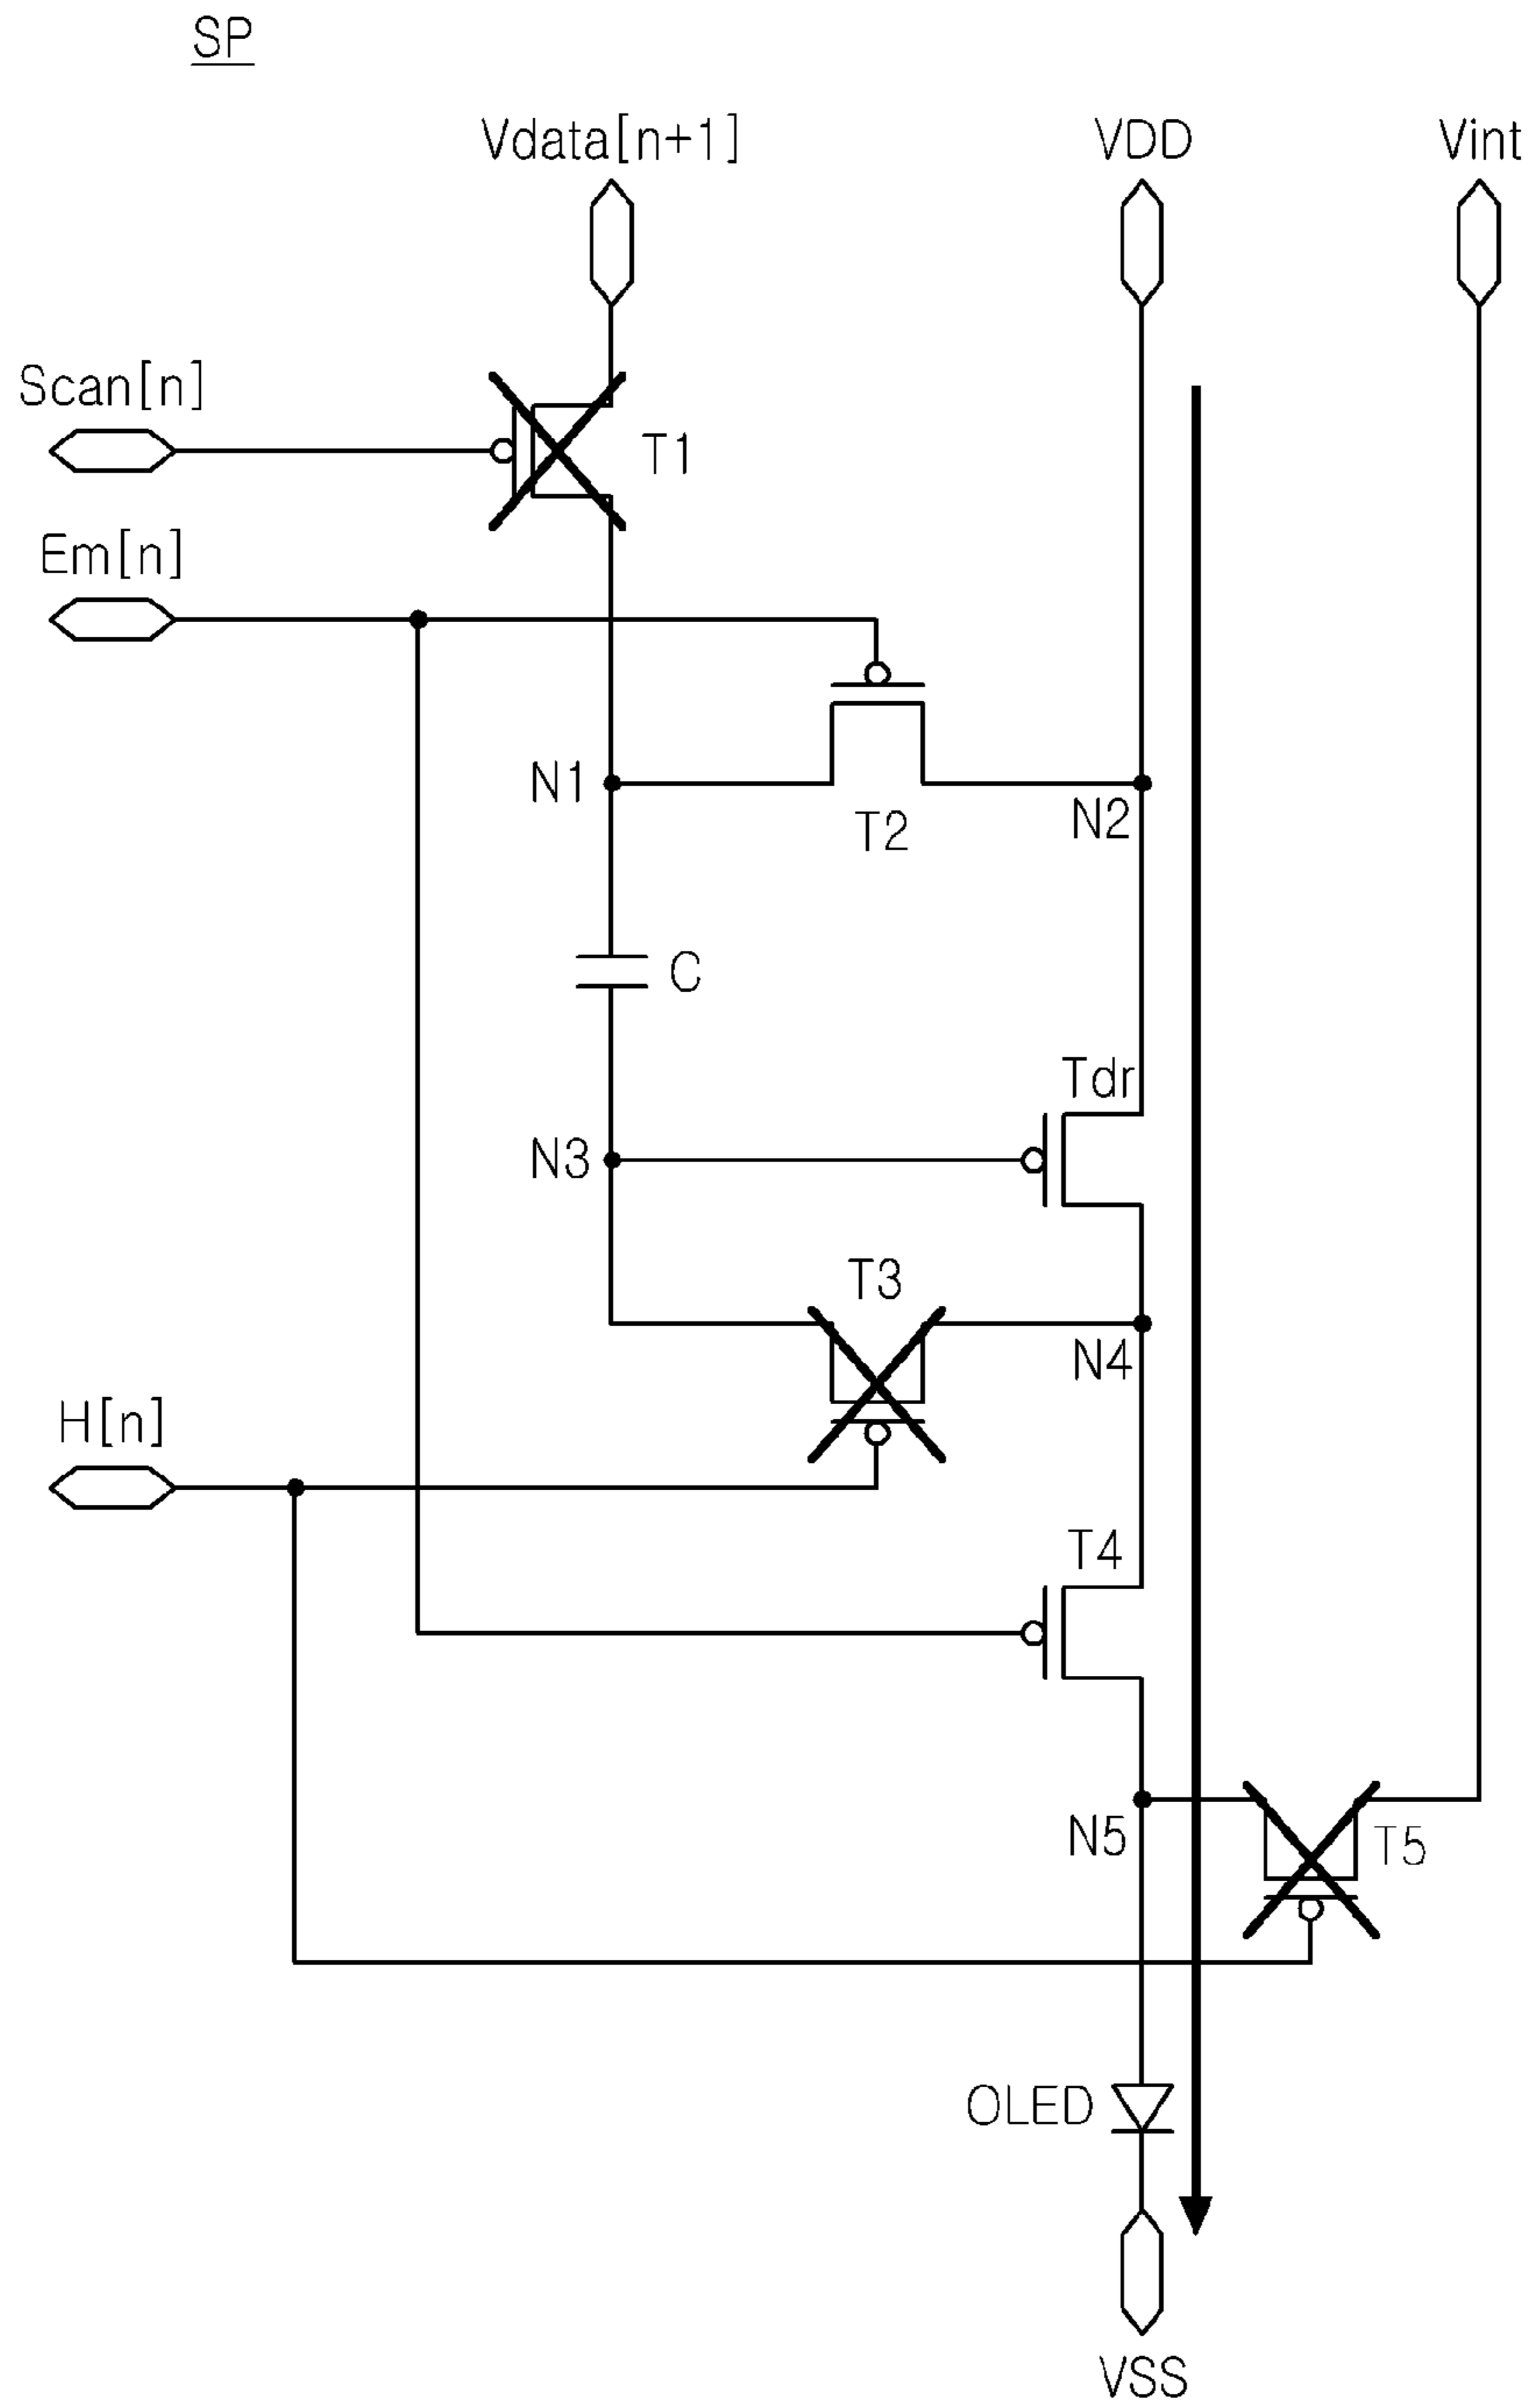 SP
Vdata[n+1]
VDD
Vint
Scan[n]
T1
Em[n]
N1
T2
N2
C
Tdr
N3
T3
N4
H[n]
T4
N5
T5
OLED
VSS